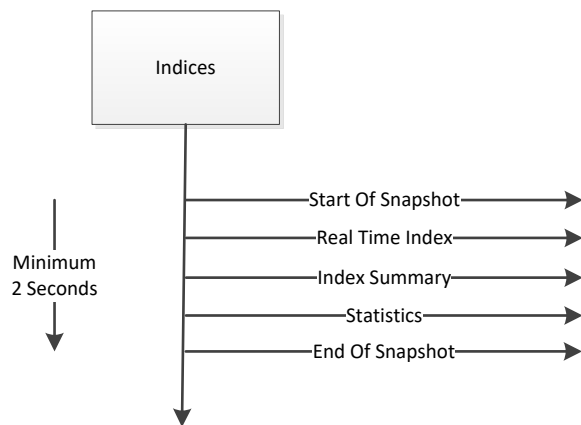 Indices
Start Of Snapshot
Real Time Index
Minimum
2 Seconds
Index Summary
Statistics
End Of Snapshot